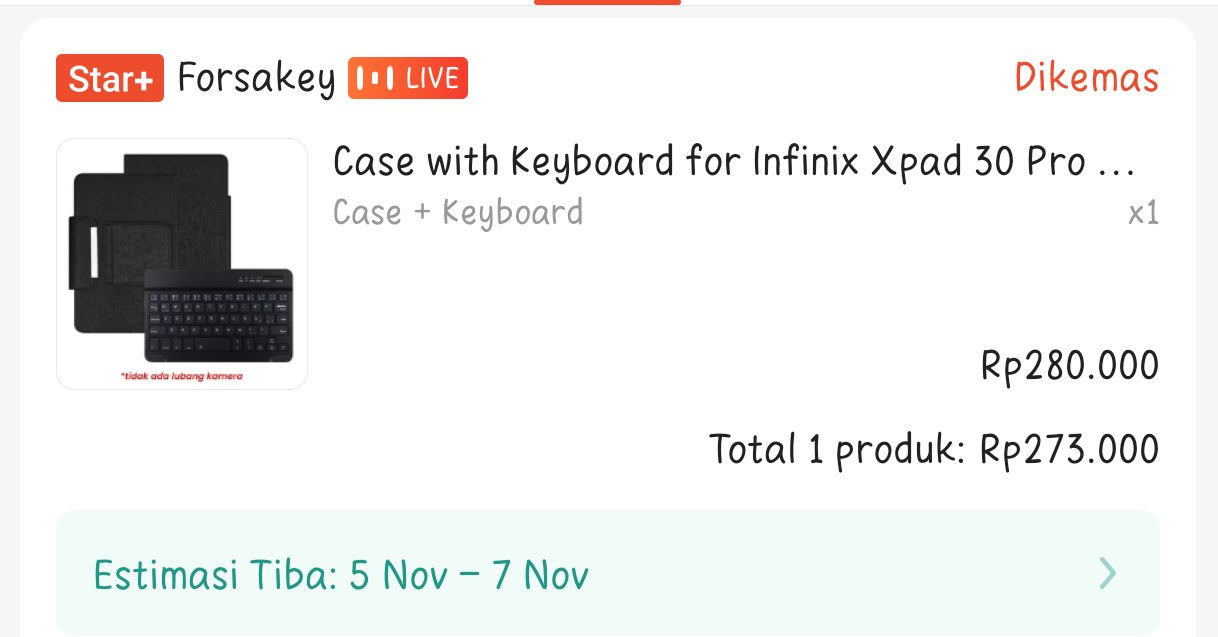 Star+ Forsakey LIVE Dikemas
Case with Keyboard for Infinix Xpad 30 Pro ...
Case + Keyboard x1
*tidak ada lubang kamera
Rp280.000
Total 1 produk: Rp273.000
Estimasi Tiba: 5 Nov – 7 Nov